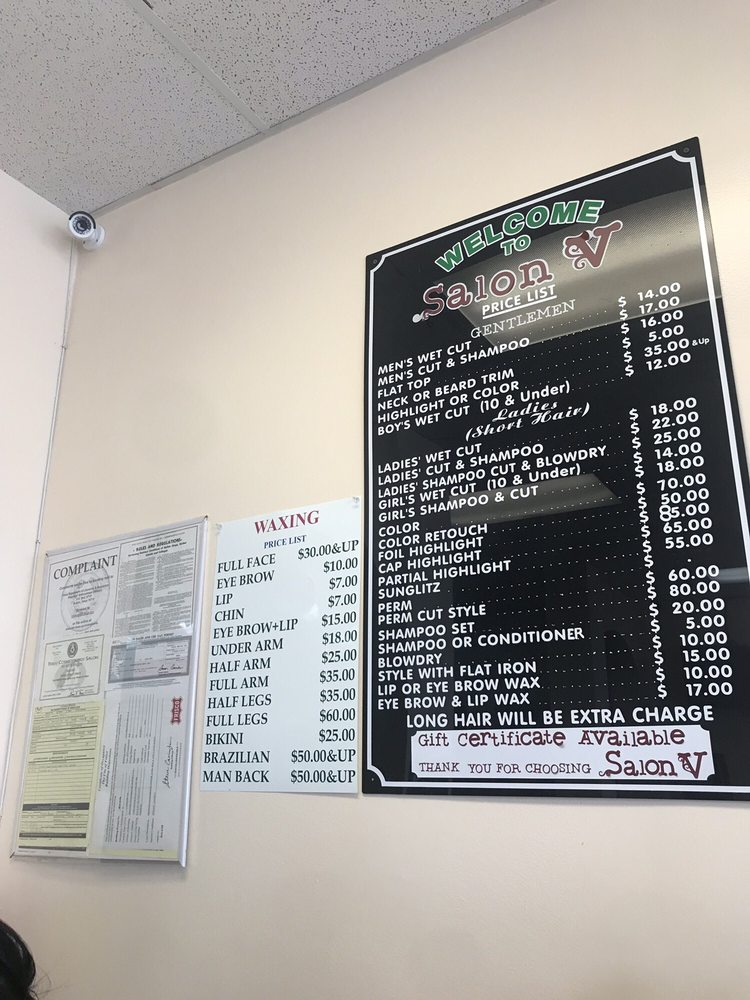 COMPLAINT
RULES AND REGULATIONS
FRISCO
WAXING
PRICE LIST
FULL FACE $30.00&UP
EYE BROW $10.00
LIP $7.00
CHIN $7.00
EYE BROW+LIP $15.00
UNDER ARM $18.00
HALF ARM $25.00
FULL ARM $35.00
HALF LEGS $35.00
FULL LEGS $60.00
BIKINI $25.00
BRAZILIAN $50.00&UP
MAN BACK $50.00&UP
WELCOME
TO
Salon V
PRICE LIST
GENTLEMEN
MEN'S WET CUT $ 14.00
MEN'S CUT & SHAMPOO $ 17.00
FLAT TOP $ 16.00
NECK OR BEARD TRIM $ 5.00
HIGHLIGHT OR COLOR $ 35.00 & Up
BOY'S WET CUT (10 & Under) $ 12.00
Ladies
(Short Hair)
LADIES' WET CUT $ 18.00
LADIES' CUT & SHAMPOO $ 22.00
LADIES' SHAMPOO CUT & BLOWDRY $ 25.00
GIRL'S WET CUT (10 & Under) $ 14.00
GIRL'S SHAMPOO & CUT $ 18.00
COLOR $ 70.00
COLOR RETOUCH $ 50.00
FOIL HIGHLIGHT $ 85.00
CAP HIGHLIGHT $ 65.00
PARTIAL HIGHLIGHT $ 55.00
SUNGLITZ $ .
PERM $ 60.00
PERM CUT STYLE $ 80.00
SHAMPOO SET $ 20.00
SHAMPOO OR CONDITIONER $ 5.00
BLOWDRY $ 10.00
STYLE WITH FLAT IRON $ 15.00
LIP OR EYE BROW WAX $ 10.00
EYE BROW & LIP WAX $ 17.00
LONG HAIR WILL BE EXTRA CHARGE
Gift Certificate Available
THANK YOU FOR CHOOSING Salon V